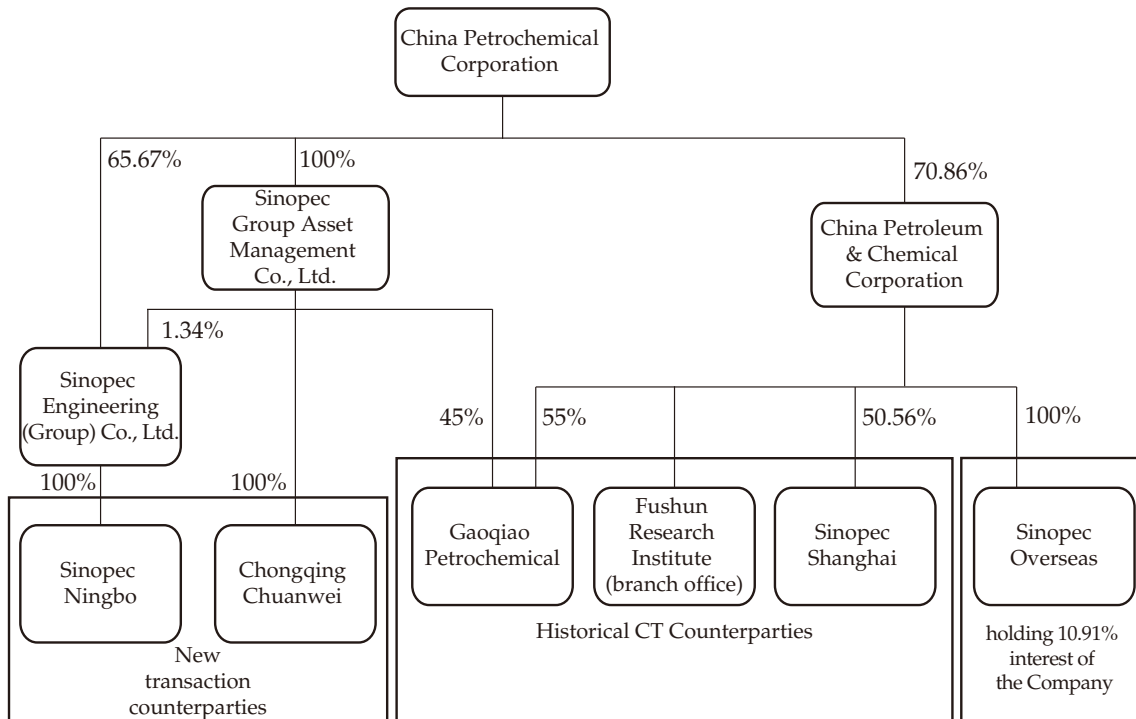 China Petrochemical
Corporation
65.67%
100%
70.86%
Sinopec
Group Asset
Management
Co., Ltd.
China Petroleum
& Chemical
Corporation
1.34%
Sinopec
Engineering
(Group) Co., Ltd.
45%
55%
50.56%
100%
100%
100%
Sinopec
Ningbo
Chongqing
Chuanwei
Gaoqiao
Petrochemical
Fushun
Research
Institute
(branch office)
Sinopec
Shanghai
Sinopec
Overseas
New
transaction
counterparties
Historical CT Counterparties
holding 10.91%
interest of
the Company